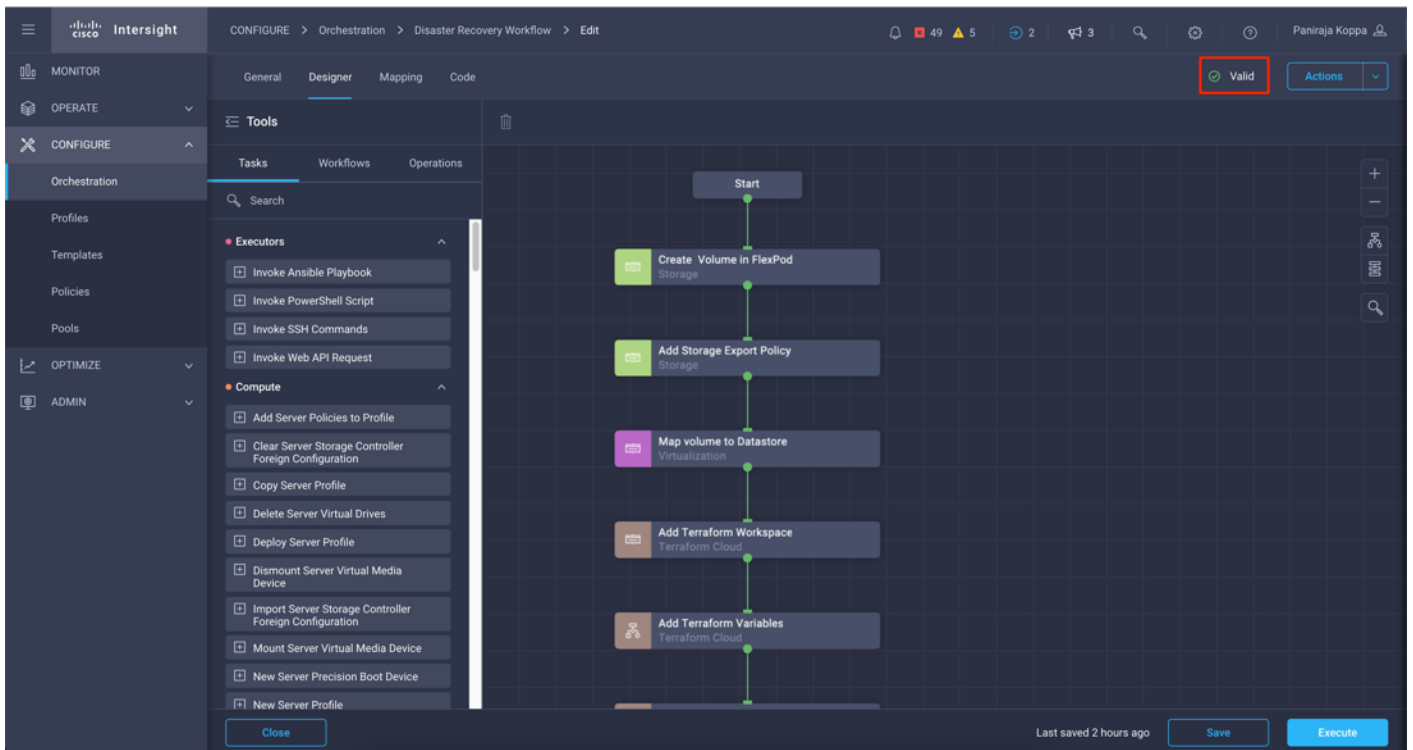 cisco Intersight
CONFIGURE > Orchestration > Disaster Recovery Workflow > Edit
49 5 2 3
Paniraja Koppa
MONITOR
OPERATE
CONFIGURE
Orchestration
Profiles
Templates
Policies
Pools
OPTIMIZE
ADMIN
General Designer Mapping Code
Valid
Actions
Tools
Tasks Workflows Operations
Search
Executors
Invoke Ansible Playbook
Invoke PowerShell Script
Invoke SSH Commands
Invoke Web API Request
Compute
Add Server Policies to Profile
Clear Server Storage Controller
Foreign Configuration
Copy Server Profile
Delete Server Virtual Drives
Deploy Server Profile
Dismount Server Virtual Media
Device
Import Server Storage Controller
Foreign Configuration
Mount Server Virtual Media Device
New Server Precision Boot Device
New Server Profile
Start
Create Volume in FlexPod
Storage
Add Storage Export Policy
Storage
Map volume to Datastore
Virtualization
Add Terraform Workspace
Terraform Cloud
Add Terraform Variables
Terraform Cloud
Close
Last saved 2 hours ago
Save
Execute